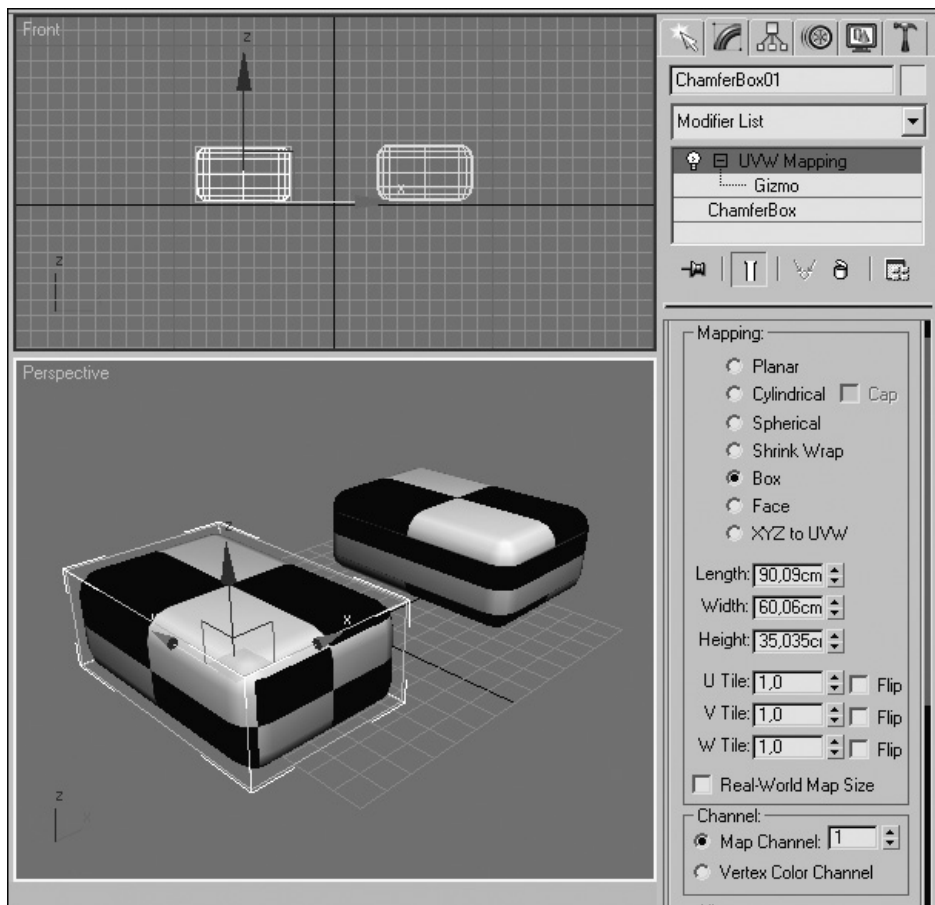 Front
z
x
z
Perspective
z
x
z
x
ChamferBox01
Modifier List
UVW Mapping
Gizmo
ChamferBox
Mapping:
Planar
Cylindrical Cap
Spherical
Shrink Wrap
Box
Face
XYZ to UVW
Length: 90,09cm
Width: 60,06cm
Height: 35,035c
U Tile: 1,0 Flip
V Tile: 1,0 Flip
W Tile: 1,0 Flip
Real-World Map Size
Channel:
Map Channel: 1
Vertex Color Channel